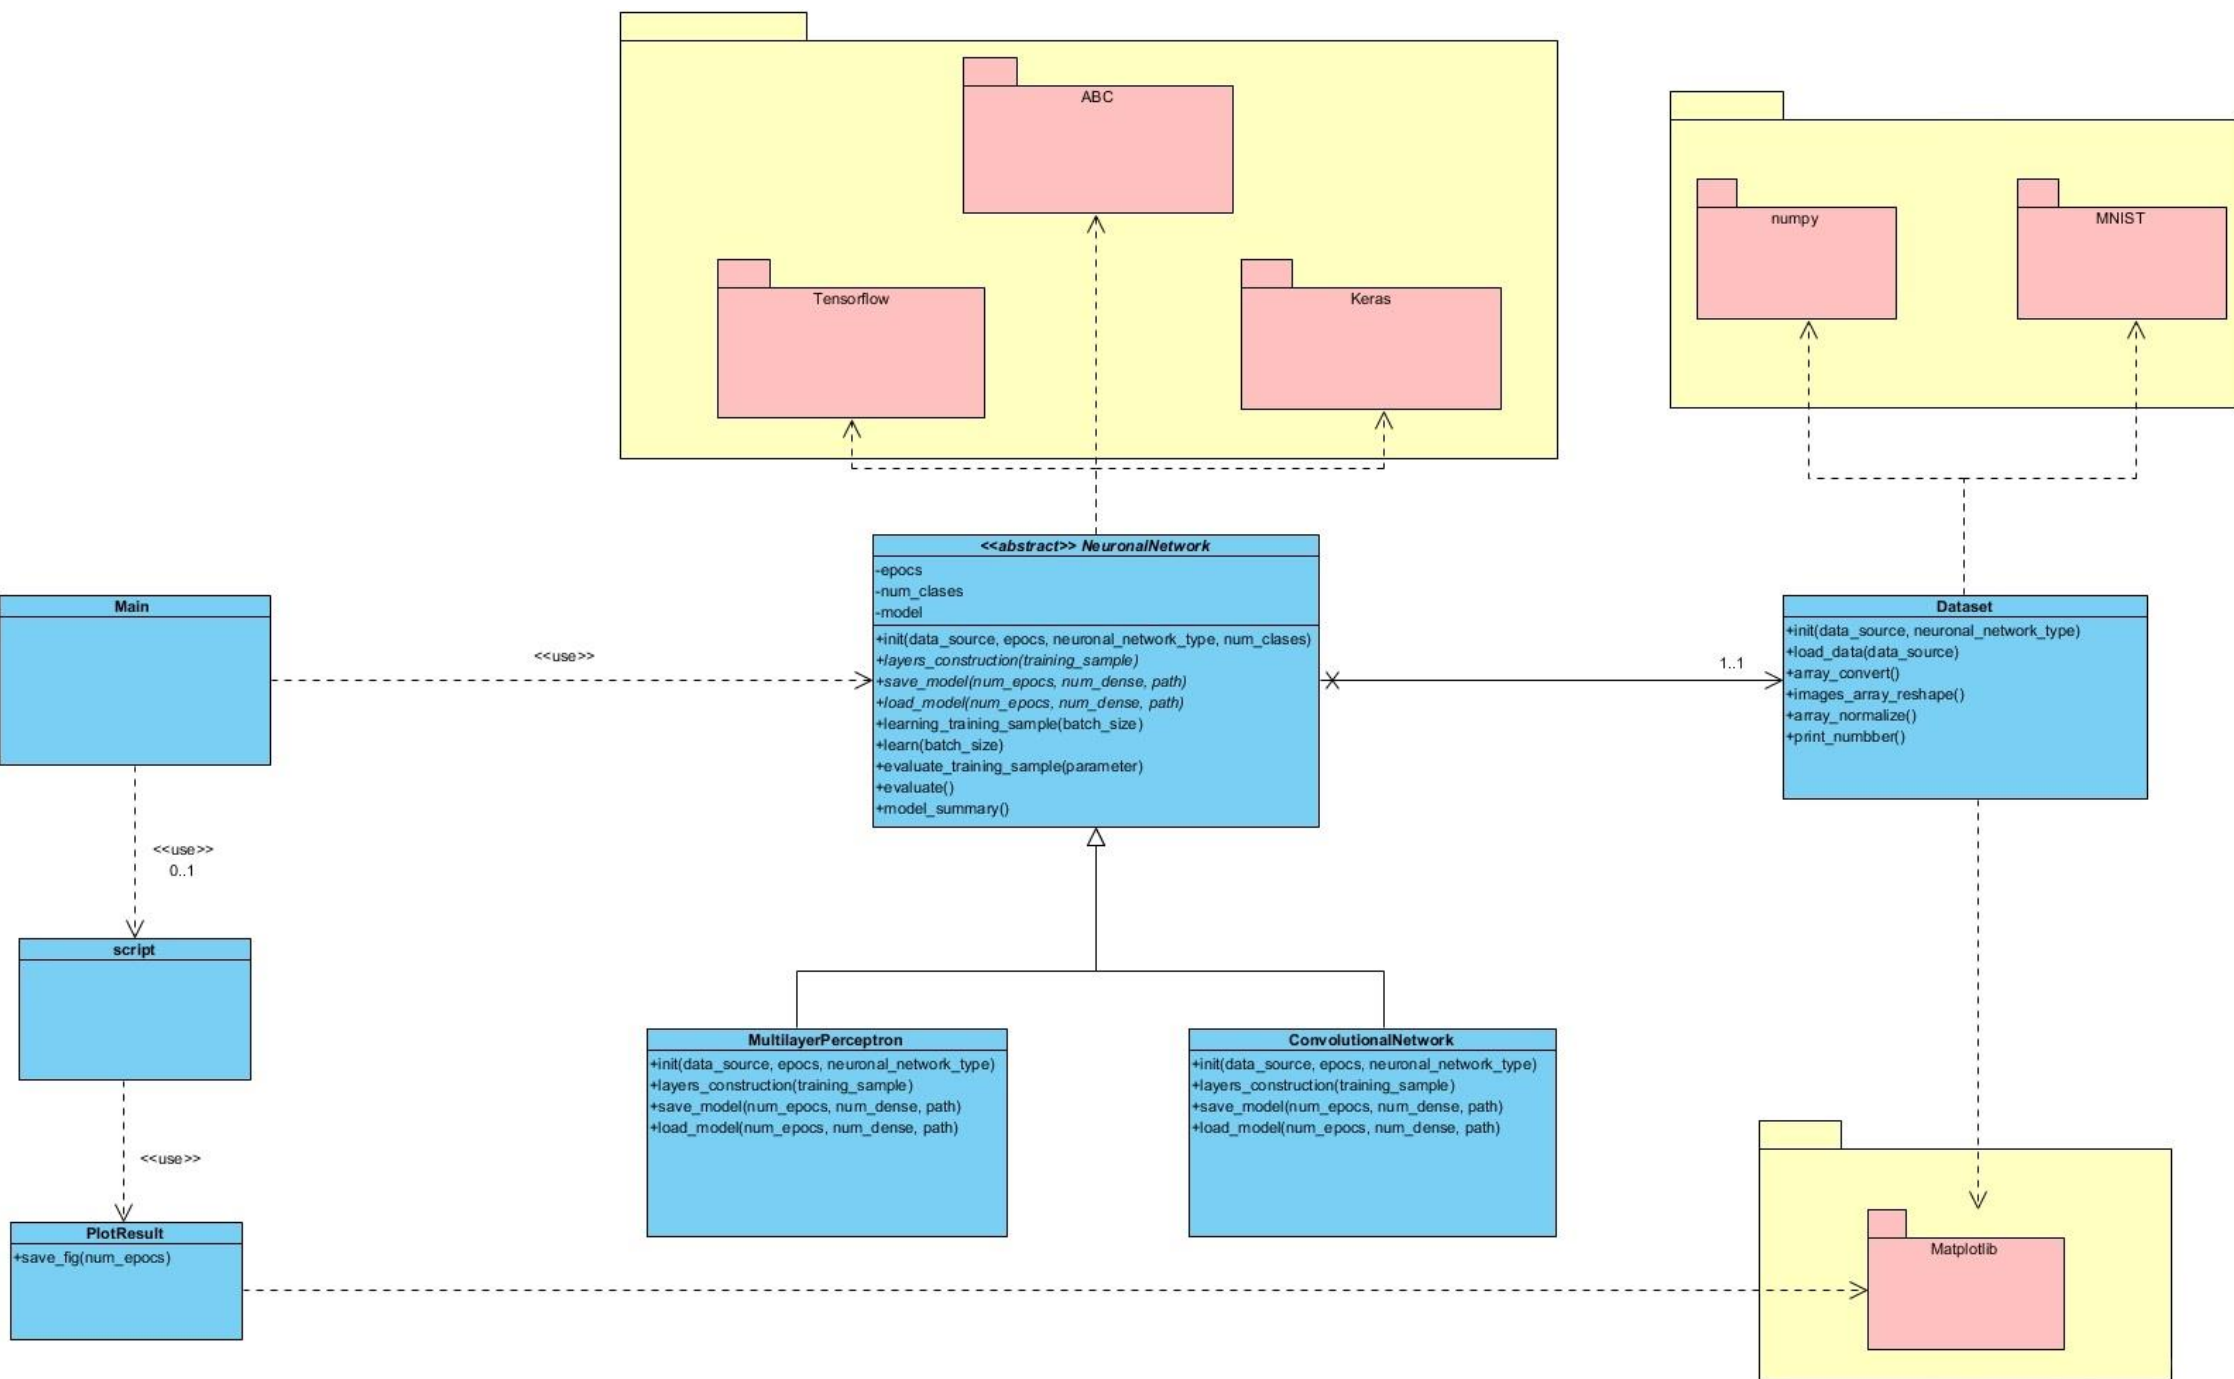 ABC
Tensorflow
Keras
numpy
MNIST
<<abstract>> NeuronalNetwork
-epocs
-num_clases
-model
+init(data_source, epocs, neuronal_network_type, num_clases)
+layers_construction(training_sample)
+save_model(num_epocs, num_dense, path)
+load_model(num_epocs, num_dense, path)
+learning_training_sample(batch_size)
+learn(batch_size)
+evaluate_training_sample(parameter)
+evaluate()
+model_summary()
Main
<<use>>
1..1
Dataset
+init(data_source, neuronal_network_type)
+load_data(data_source)
+array_convert()
+images_array_reshape()
+array_normalize()
+print_numbber()
<<use>>
0..1
script
MultilayerPerceptron
+init(data_source, epocs, neuronal_network_type)
+layers_construction(training_sample)
+save_model(num_epocs, num_dense, path)
+load_model(num_epocs, num_dense, path)
ConvolutionalNetwork
+init(data_source, epocs, neuronal_network_type)
+layers_construction(training_sample)
+save_model(num_epocs, num_dense, path)
+load_model(num_epocs, num_dense, path)
<<use>>
PlotResult
+save_fig(num_epocs)
Matplotlib